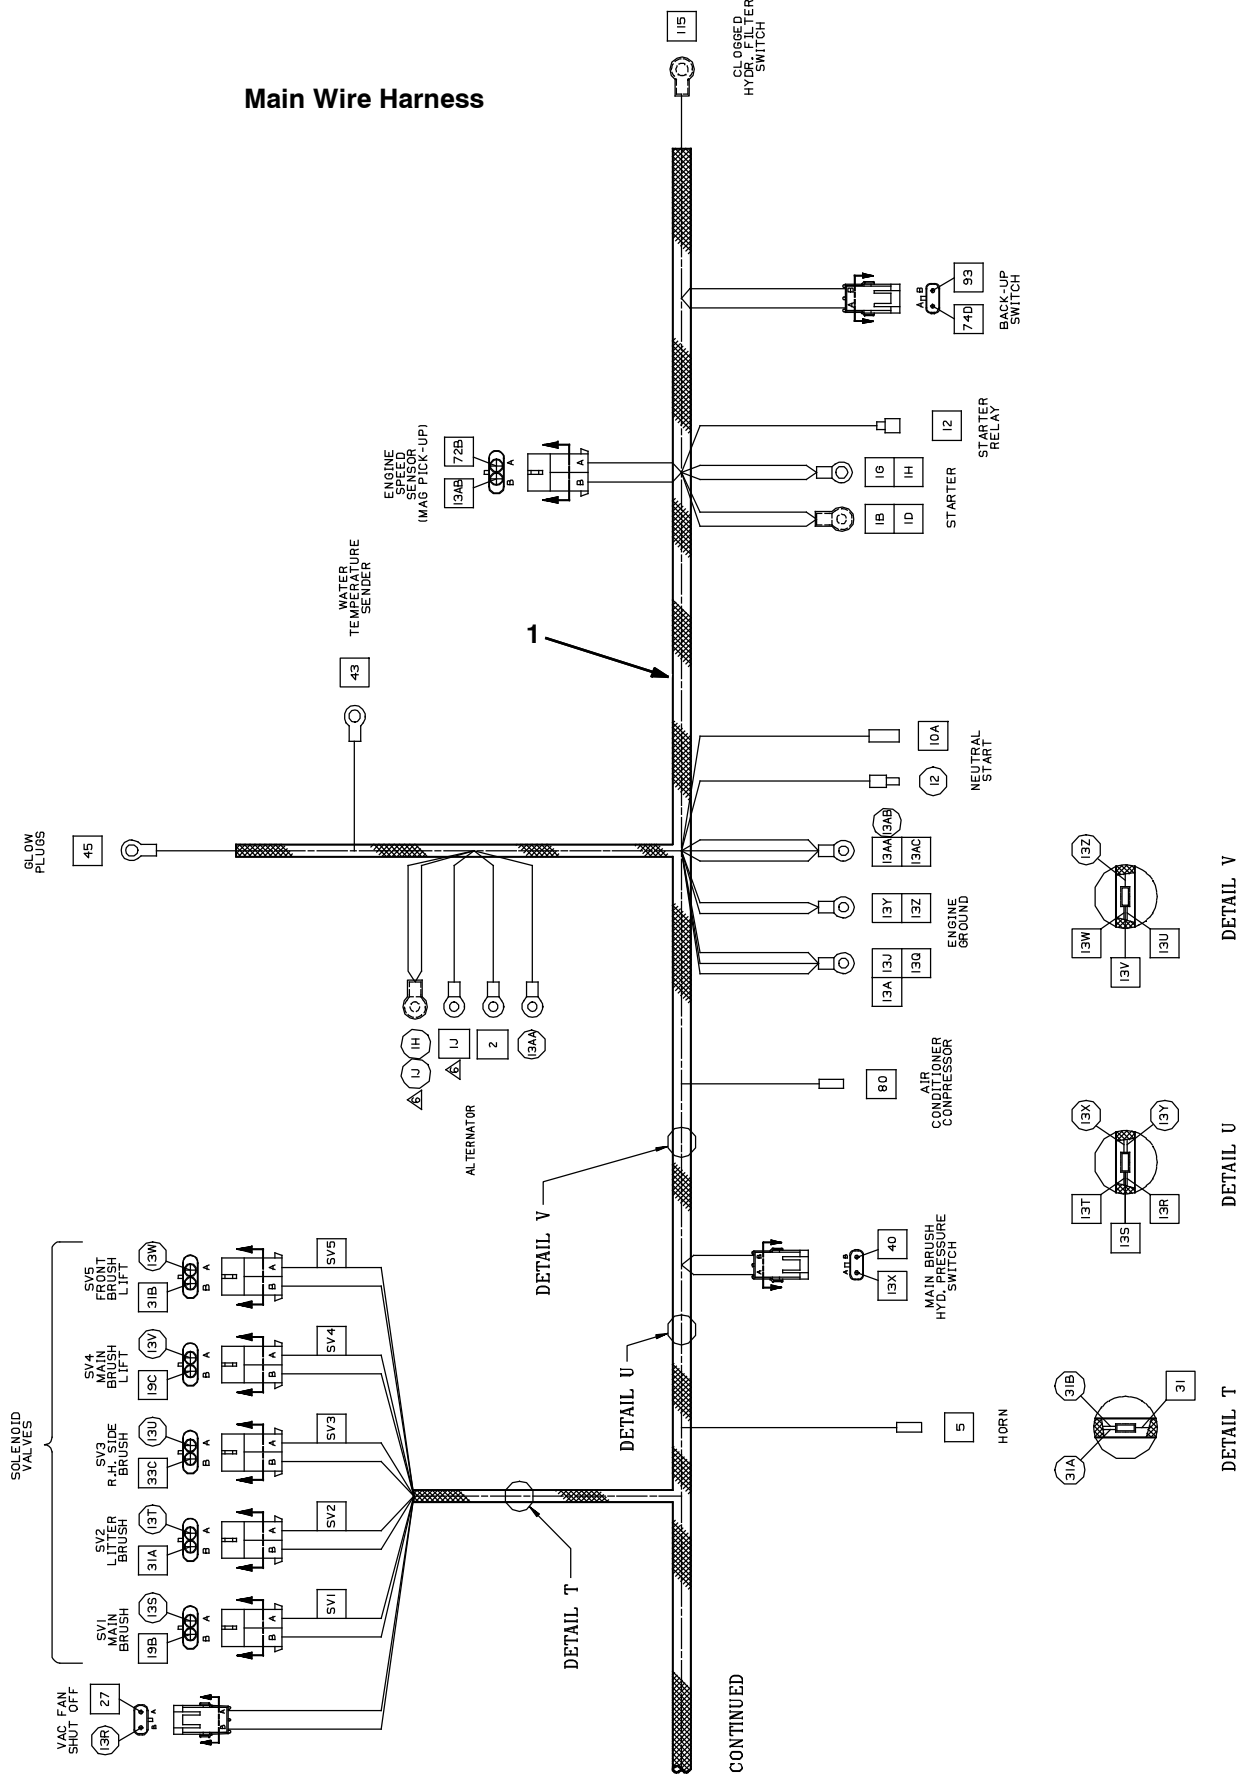 Main Wire Harness
115
CLOGGED
HYDR. FILTER
SWITCH
A
B
A
B
74D
93
BACK-UP
SWITCH
ENGINE
SPEED
SENSOR
(MAG PICK-UP)
13AB
72B
B
A
B
A
12
STARTER
RELAY
1G
1H
1B
1D
STARTER
WATER
TEMPERATURE
SENDER
43
1
GLOW
PLUGS
45
10A
12
NEUTRAL
START
13AB
13AA
13AC
13Y
13Z
ENGINE
GROUND
13J
13Q
13A
1J
1H
6
1J
6
2
13AA
ALTERNATOR
80
AIR
CONDITIONER
CONPRESSOR
DETAIL V
A
B
A
B
13X
40
MAIN BRUSH
HYD. PRESSURE
SWITCH
DETAIL U
5
HORN
DETAIL T
SOLENOID
VALVES
SV5
FRONT
BRUSH
LIFT
31B
13W
B
A
B
A
SV5
SV4
MAIN
BRUSH
LIFT
19C
13V
B
A
B
A
SV4
SV3
R.H. SIDE
BRUSH
33C
13U
B
A
B
A
SV3
SV2
LITTER
BRUSH
31A
13T
B
A
B
A
SV2
SV1
MAIN
BRUSH
19B
13S
B
A
B
A
SV1
VAC FAN
SHUT OFF
13R
27
B
A
B
A
CONTINUED
13W
13V
13U
13Z
DETAIL V
13T
13S
13R
13X
13Y
DETAIL U
31A
31B
31
DETAIL T